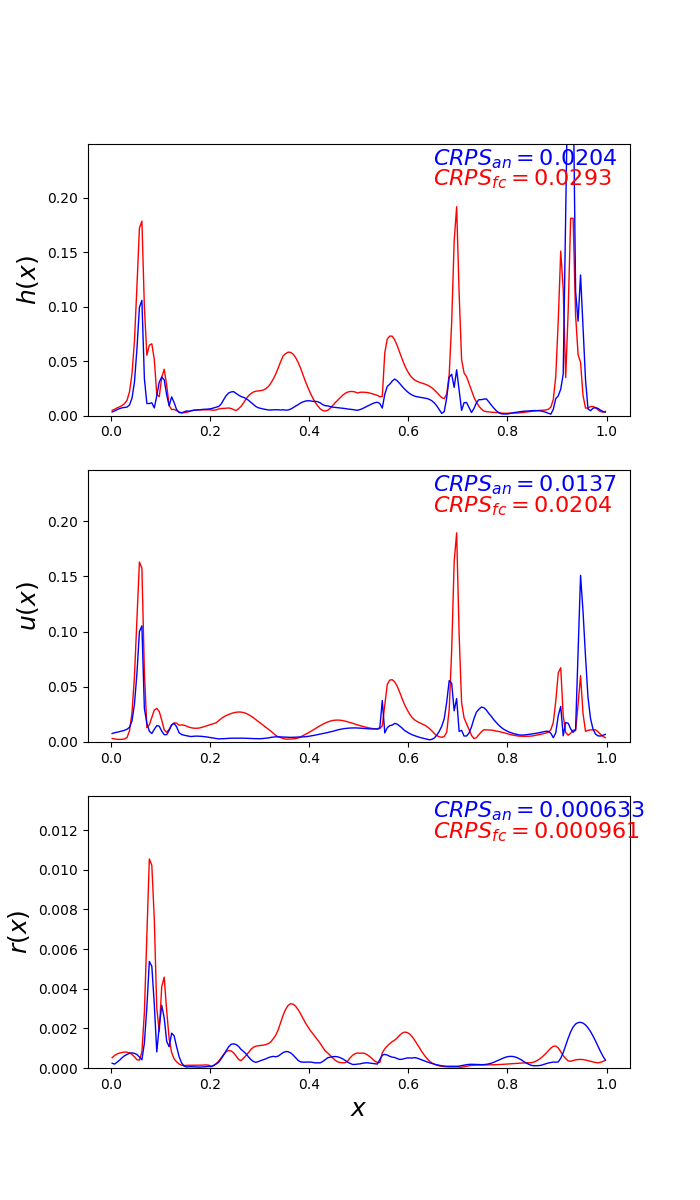 CRPS_an = 0.0204
CRPS_fc = 0.0293
h(x)
0.20
0.15
0.10
0.05
0.00
0.0 0.2 0.4 0.6 0.8 1.0
CRPS_an = 0.0137
CRPS_fc = 0.0204
u(x)
0.20
0.15
0.10
0.05
0.00
0.0 0.2 0.4 0.6 0.8 1.0
CRPS_an = 0.000633
CRPS_fc = 0.000961
r(x)
0.012
0.010
0.008
0.006
0.004
0.002
0.000
0.0 0.2 0.4 0.6 0.8 1.0
x